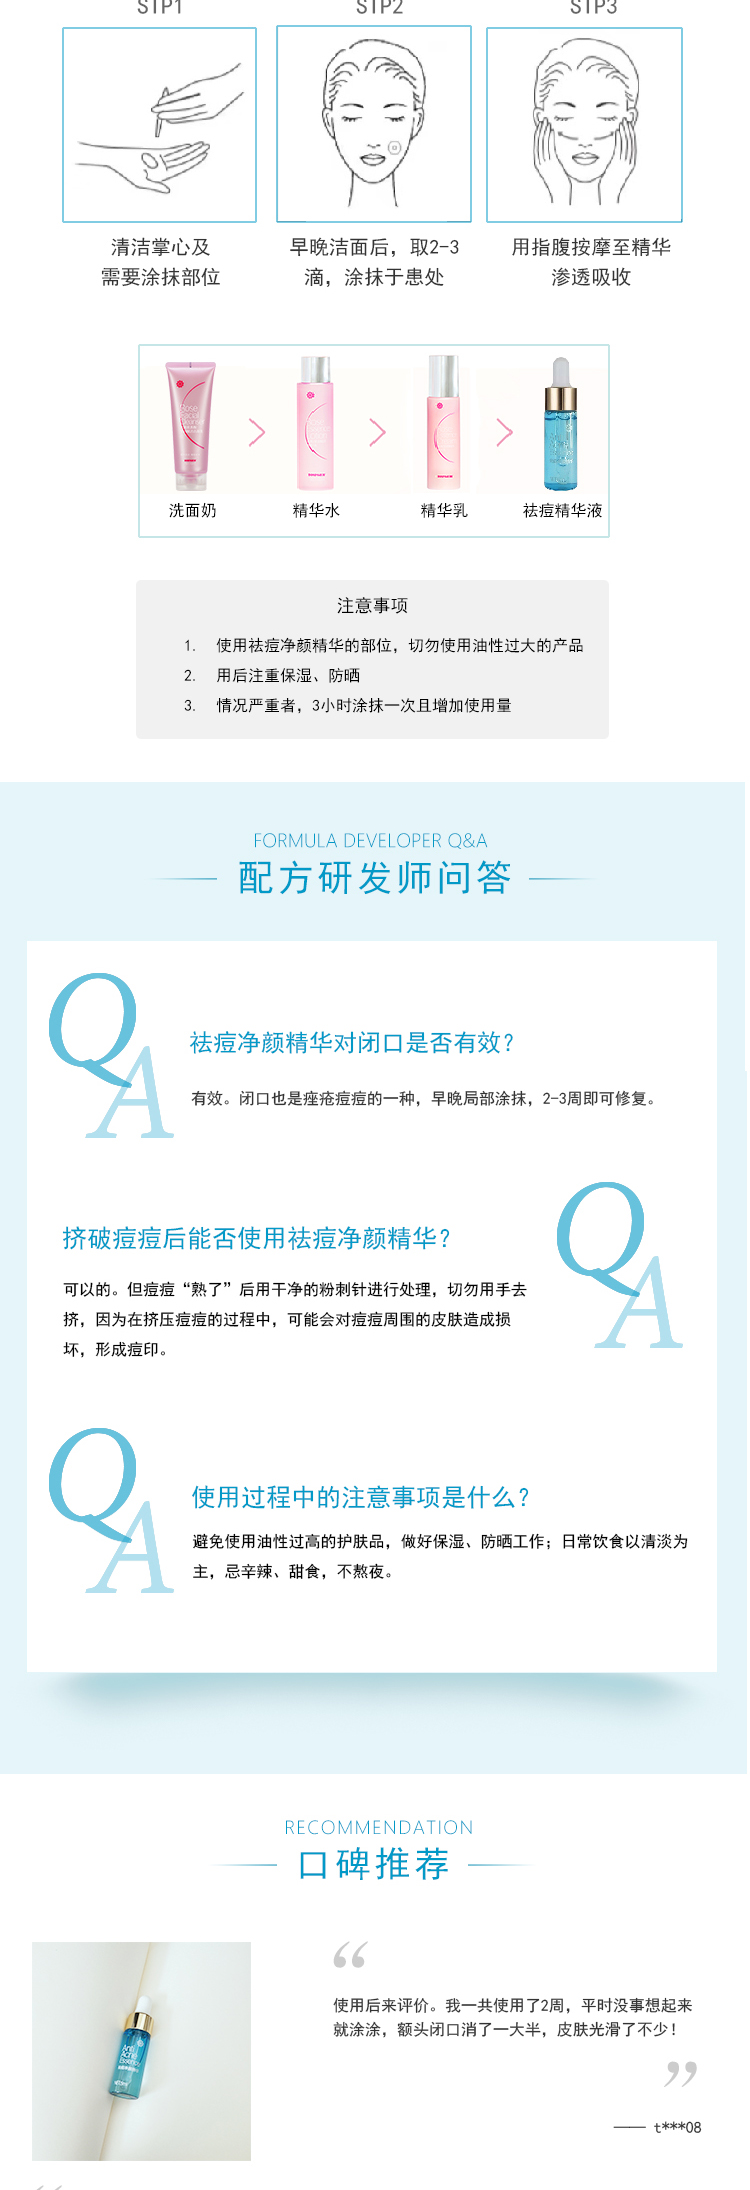 STP1 STP2 STP3
清洁掌心及
需要涂抹部位
早晚洁面后，取2-3
滴，涂抹于患处
用指腹按摩至精华
渗透吸收
洗面奶 精华水 精华乳 祛痘精华液
注意事项
1. 使用祛痘净颜精华的部位，切勿使用油性过大的产品
2. 用后注重保湿、防晒
3. 情况严重者，3小时涂抹一次且增加使用量
FORMULA DEVELOPER Q&A
配方研发师问答
QA
祛痘净颜精华对闭口是否有效？
有效。闭口也是痤疮痘痘的一种，早晚局部涂抹，2-3周即可修复。
QA
挤破痘痘后能否使用祛痘净颜精华？
可以的。但痘痘“熟了”后用干净的粉刺针进行处理，切勿用手去
挤，因为在挤压痘痘的过程中，可能会对痘痘周围的皮肤造成损
坏，形成痘印。
QA
使用过程中的注意事项是什么？
避免使用油性过高的护肤品，做好保湿、防晒工作；日常饮食以清淡为
主，忌辛辣、甜食，不熬夜。
RECOMMENDATION
口碑推荐
Anti
Acne
Essence
“
使用后来评价。我一共使用了2周，平时没事想起来
就涂涂，额头闭口消了一大半，皮肤光滑了不少！
”
—— t***08